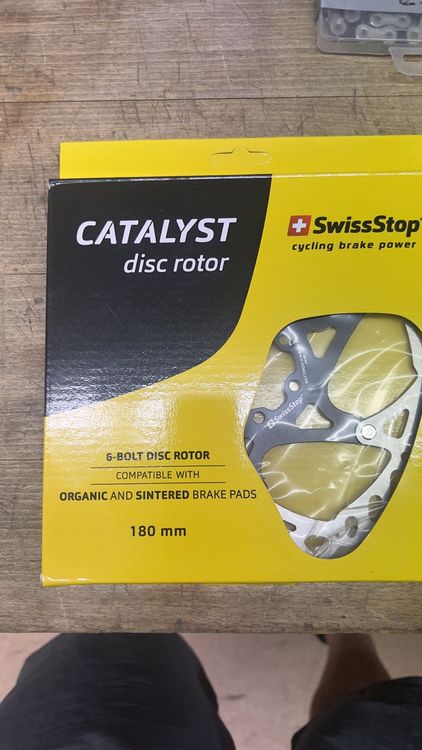 CATALYST
disc rotor
SwissStop
cycling brake power
SwissStop
6-BOLT DISC ROTOR
COMPATIBLE WITH
ORGANIC AND SINTERED BRAKE PADS
180 mm